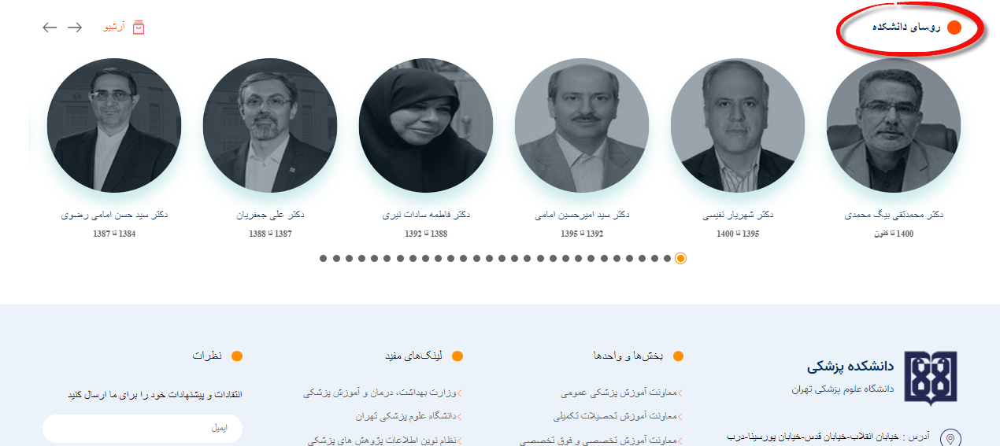 روسای دانشکده
آرشیو
دکتر محمدتقی بیگ محمدی
1400 تا کنون
دکتر شهریار نفیسی
1395 تا 1400
دکتر سید امیرحسین امامی
1392 تا 1395
دکتر فاطمه سادات نیری
1388 تا 1392
دکتر علی جعفریان
1387 تا 1388
دکتر سید حسن امامی رضوی
1384 تا 1387
دانشکده پزشکی
دانشگاه علوم پزشکی تهران
آدرس : خیابان انقلاب-خیابان قدس-خیابان پورسینا-درب
بخش‌ها و واحدها
معاونت آموزش پزشکی عمومی
معاونت آموزش تحصیلات تکمیلی
معاونت آموزش تخصصی و فوق تخصصی
لینک‌های مفید
وزارت بهداشت، درمان و آموزش پزشکی
دانشگاه علوم پزشکی تهران
نظام نوین اطلاعات پژوهش های پزشکی
نظرات
انتقادات و پیشنهادات خود را برای ما ارسال کنید
ایمیل